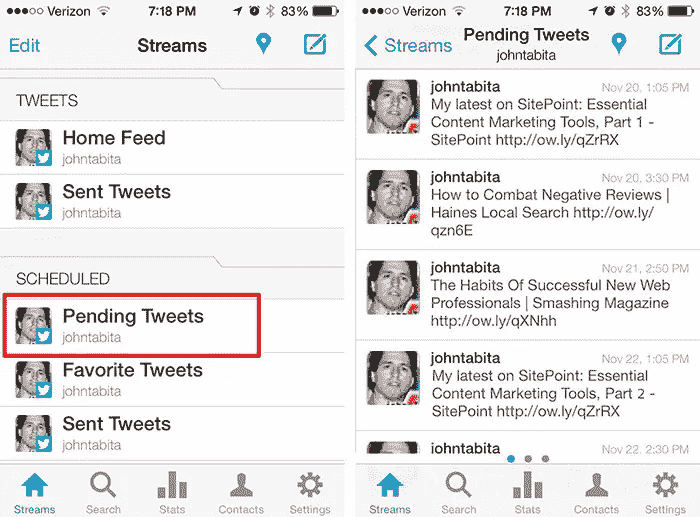 Verizon 7:18 PM 83%
Edit Streams
TWEETS
Home Feed
johntabita
Sent Tweets
johntabita
SCHEDULED
Pending Tweets
johntabita
Favorite Tweets
johntabita
Sent Tweets
johntabita
Streams Search Stats Contacts Settings
Verizon 7:18 PM 83%
Streams Pending Tweets
johntabita
johntabita Nov 20, 1:05 PM
My latest on SitePoint: Essential
Content Marketing Tools, Part 1 -
SitePoint http://ow.ly/qZrRX
johntabita Nov 20, 3:30 PM
How to Combat Negative Reviews |
Haines Local Search http://ow.ly/
qzn6E
johntabita Nov 21, 2:50 PM
The Habits Of Successful New Web
Professionals | Smashing Magazine
http://ow.ly/qXNhh
johntabita Nov 22, 1:05 PM
My latest on SitePoint: Essential
Content Marketing Tools, Part 2 -
SitePoint http://ow.ly/qZrRX
johntabita Nov 22, 2:30 PM
Streams Search Stats Contacts Settings